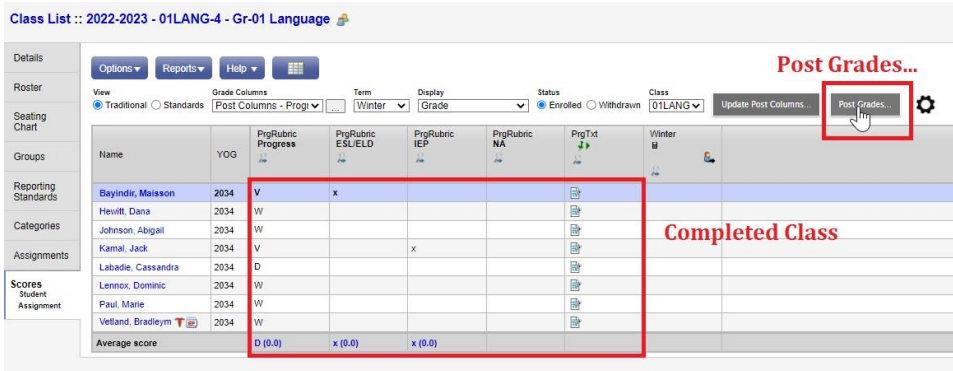 Class List :: 2022-2023 - 01LANG-4 - Gr-01 Language
Details
Roster
Seating
Chart
Groups
Reporting
Standards
Categories
Assignments
Scores
Student
Assignment
Options Reports Help
Post Grades...
View Grade Columns Term Display Status Class
Traditional Standards Post Columns - Progr ... Winter Grade Enrolled Withdrawn 01LANG Update Post Columns... Post Grades...
Name YOG PrgRubric Progress PrgRubric ESL/ELD PrgRubric IEP PrgRubric NA PrgTxt Winter
Bayindir, Maisson 2034 V x
Hewitt, Dana 2034 W
Johnson, Abigail 2034 W
Kamal, Jack 2034 V x
Labadie, Cassandra 2034 D
Lennox, Dominic 2034 W
Paul, Marie 2034 W
Vetland, Bradleym 2034 W
Average score D (0.0) x (0.0) x (0.0)
Completed Class